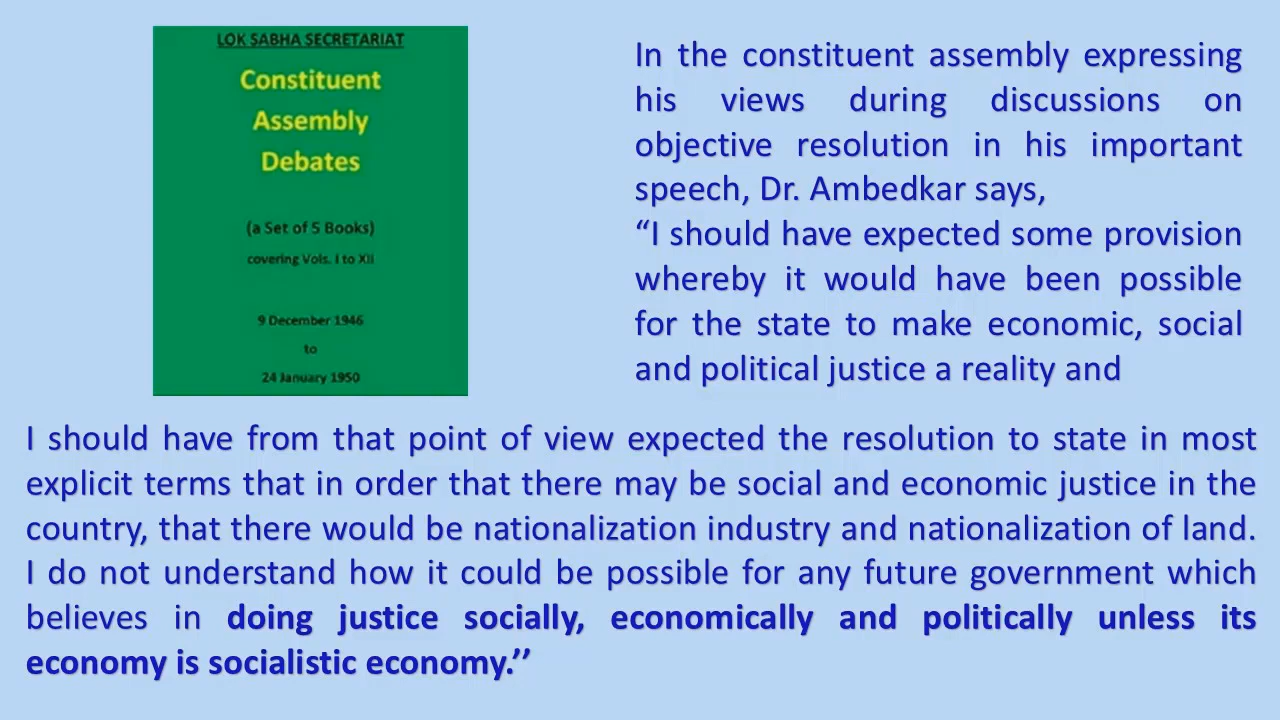 LOK SABHA SECRETARIAT
Constituent
Assembly
Debates
(a Set of 5 Books)
covering Vols. I to XII
9 December 1946
to
24 January 1950
In the constituent assembly expressing
his views during discussions on
objective resolution in his important
speech, Dr. Ambedkar says,
“I should have expected some provision
whereby it would have been possible
for the state to make economic, social
and political justice a reality and
I should have from that point of view expected the resolution to state in most
explicit terms that in order that there may be social and economic justice in the
country, that there would be nationalization industry and nationalization of land.
I do not understand how it could be possible for any future government which
believes in doing justice socially, economically and politically unless its
economy is socialistic economy.’’